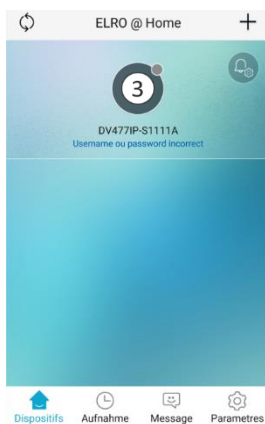 ELRO @ Home
3
DV477IP-S1111A
Username ou password incorrect
Dispositifs Aufnahme Message Parametres